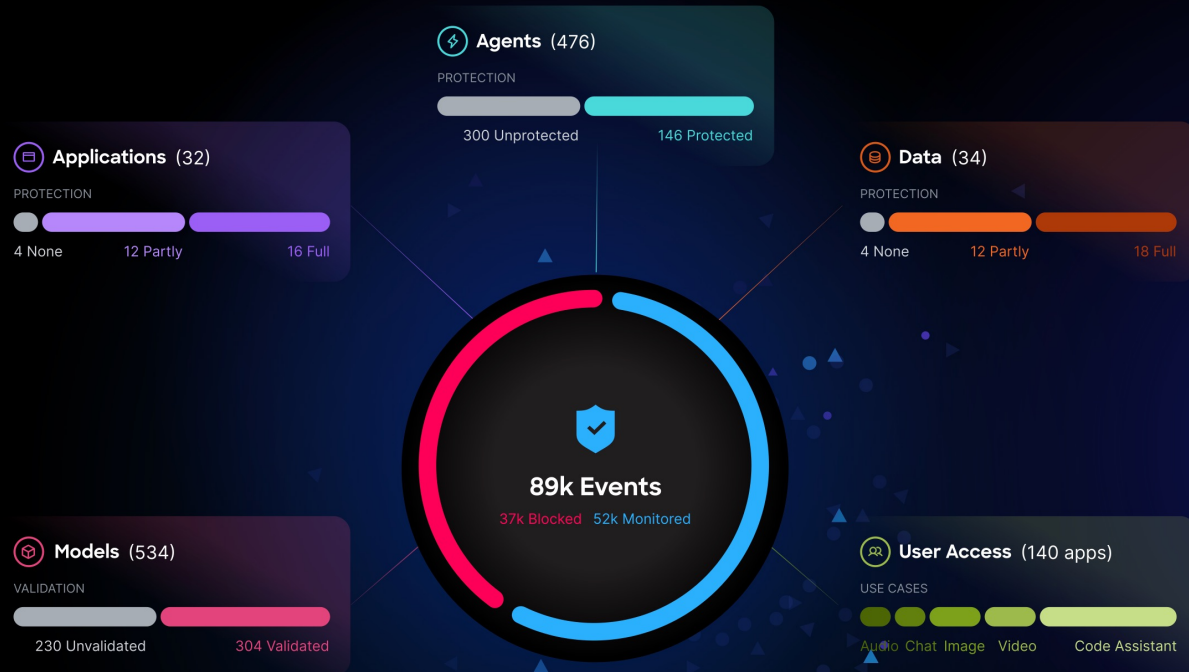 Agents (476)
PROTECTION
300 Unprotected 146 Protected
Applications (32)
PROTECTION
4 None 12 Partly 16 Full
Data (34)
PROTECTION
4 None 12 Partly 18 Full
89k Events
37k Blocked 52k Monitored
Models (534)
VALIDATION
230 Unvalidated 304 Validated
User Access (140 apps)
USE CASES
Audio Chat Image Video Code Assistant